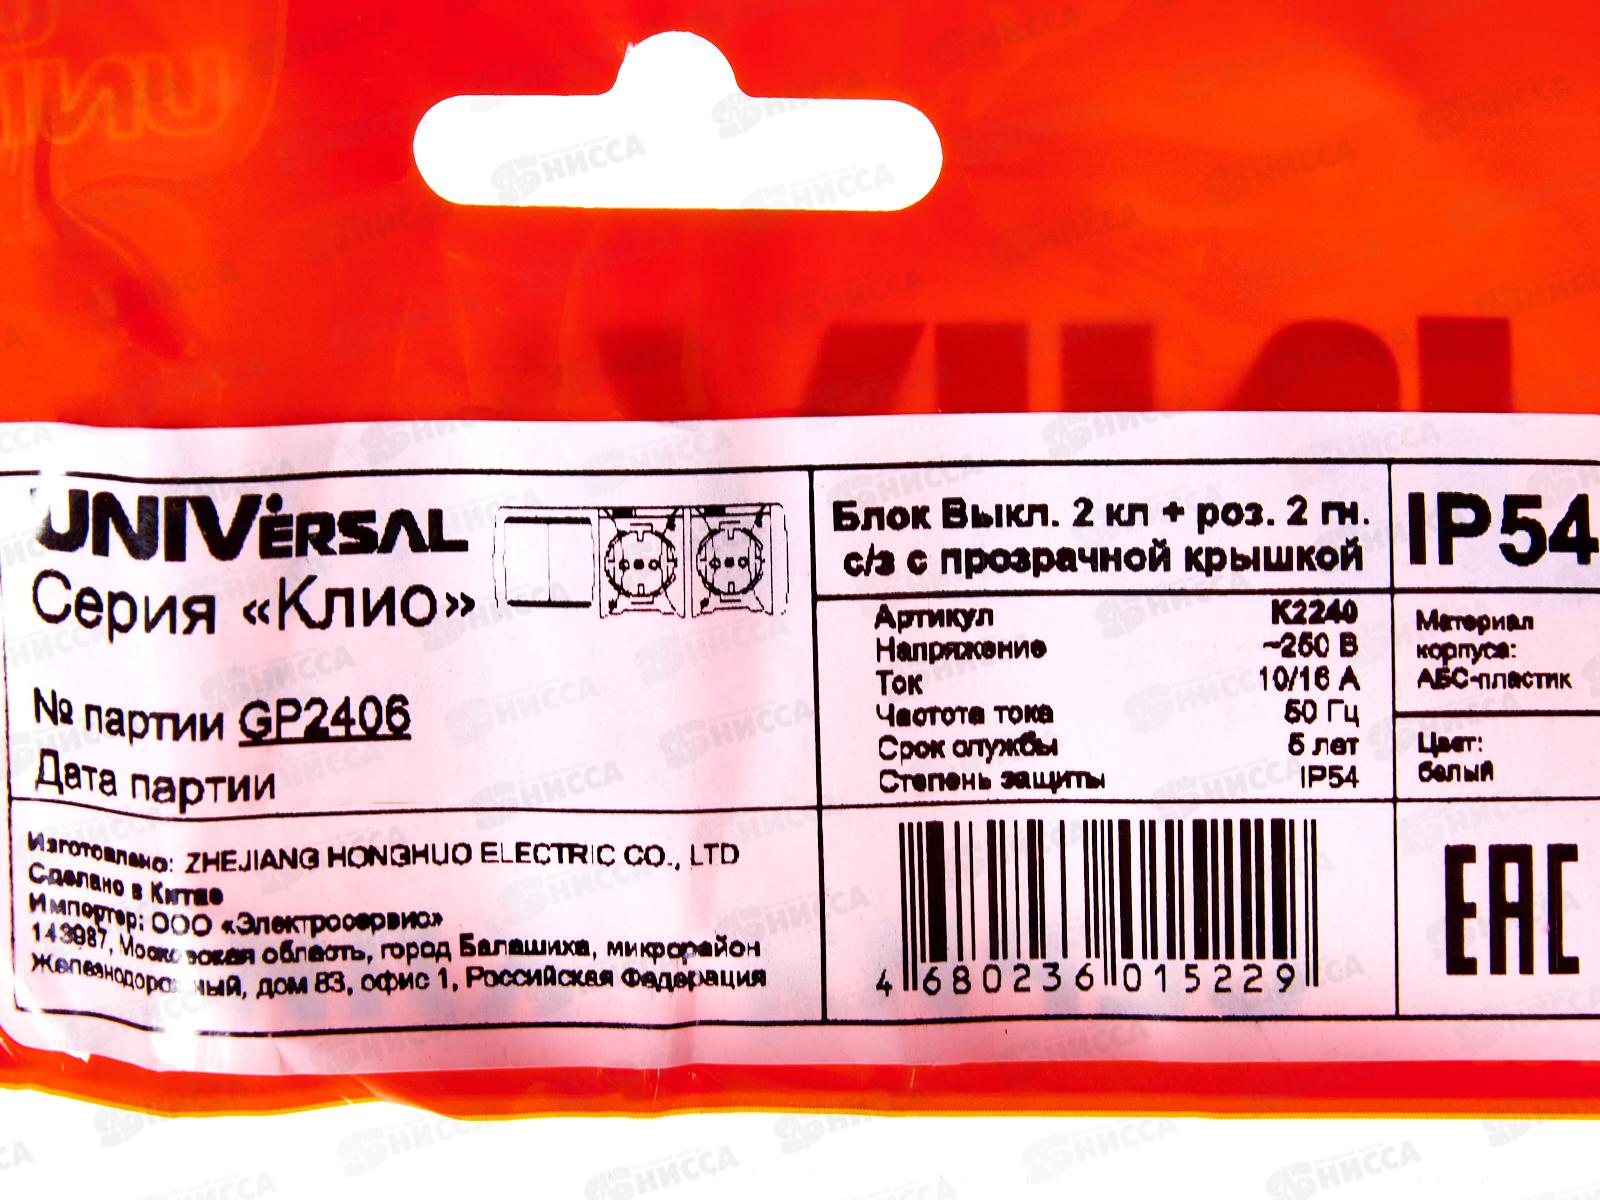 UNIVERSAL
Серия «Клио»
№ партии GP2406
Дата партии
Изготовлено: ZHEJIANG HONGHUO ELECTRIC CO., LTD
Сделано в Китае
Импортер: ООО «Электросервис»
143987, Московская область, город Балашиха, микрорайон
Железнодорожный, дом 83, офис 1, Российская Федерация
Блок Выкл. 2 кл + роз. 2 гн.
с/з с прозрачной крышкой
Артикул K2240
Напряжение ~250 В
Ток 10/16 А
Частота тока 50 Гц
Срок службы 5 лет
Степень защиты IP54
4 680236 015229
IP54
Материал
корпуса:
АБС-пластик
Цвет:
белый
EAC
НИССА